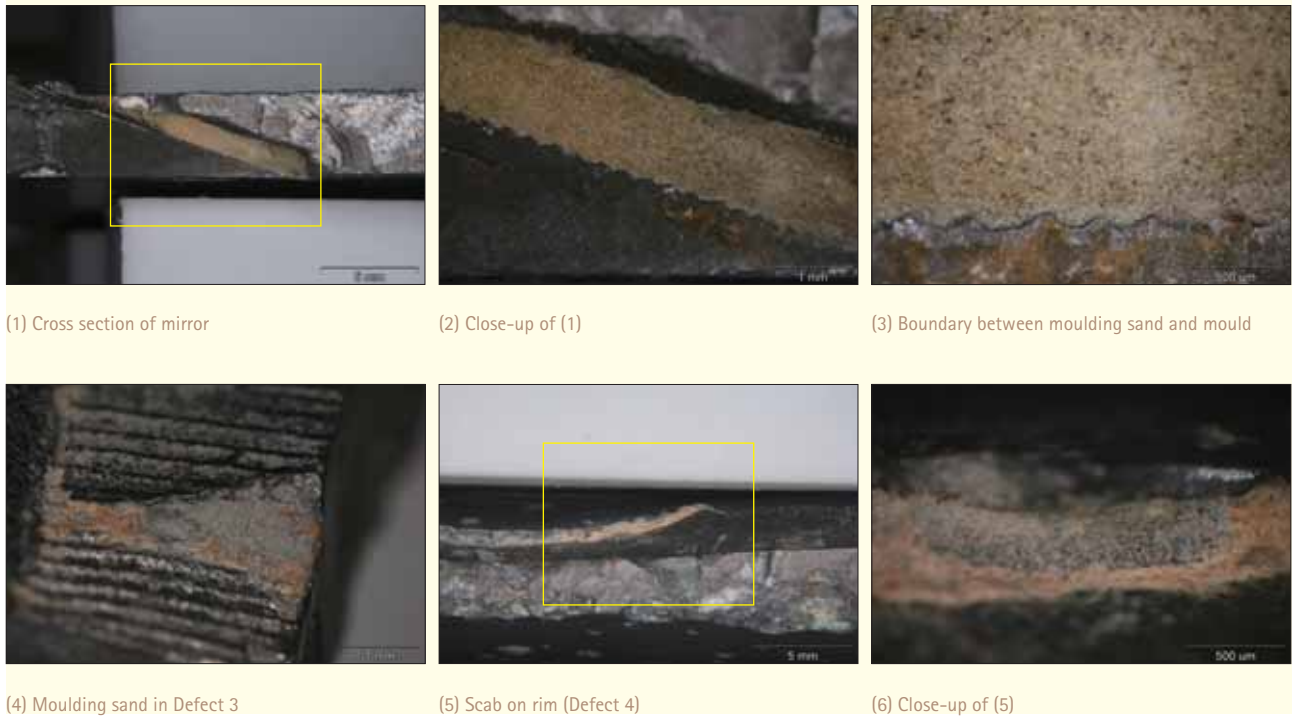 1 mm
500 um
(1) Cross section of mirror
(2) Close-up of (1)
(3) Boundary between moulding sand and mould
5 mm
500 um
(4) Moulding sand in Defect 3
(5) Scab on rim (Defect 4)
(6) Close-up of (5)